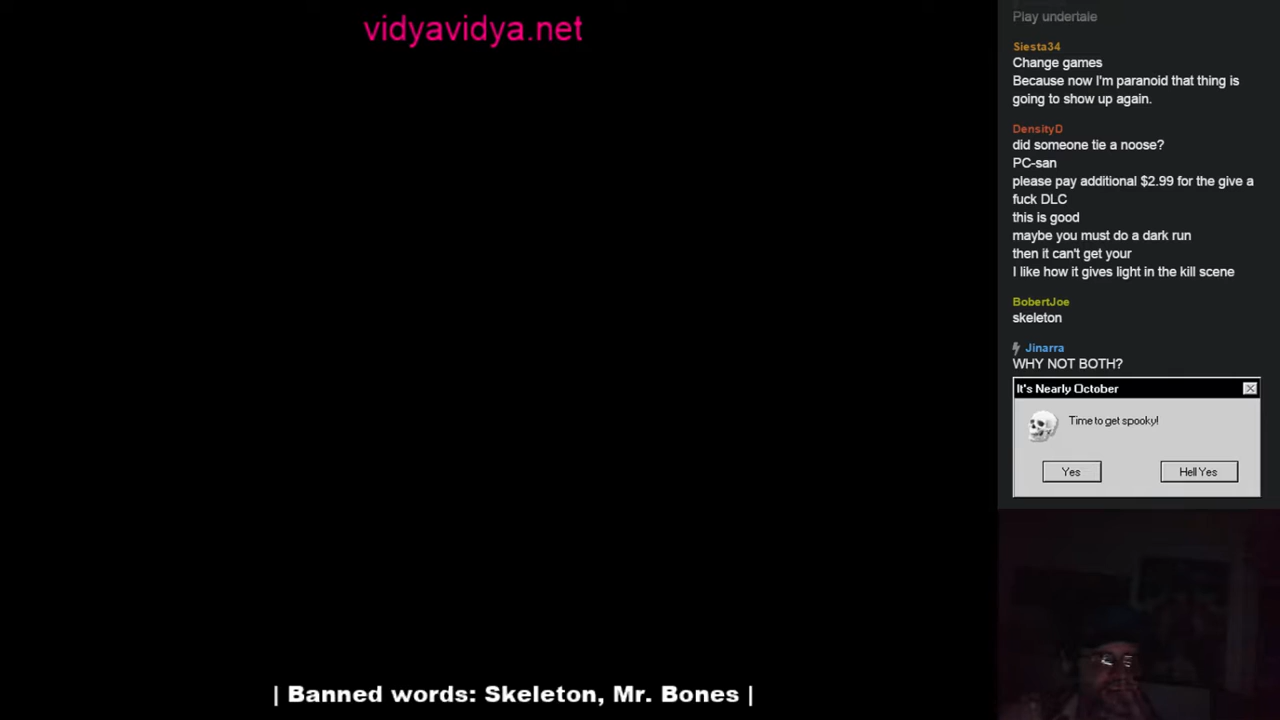 vidyavidya.net
Play undertale
Siesta34
Change games
Because now I'm paranoid that thing is
going to show up again.
DensityD
did someone tie a noose?
PC-san
please pay additional $2.99 for the give a
fuck DLC
this is good
maybe you must do a dark run
then it can't get your
I like how it gives light in the kill scene
BobertJoe
skeleton
Jinarra
WHY NOT BOTH?
It's Nearly October
Time to get spooky!
Yes
Hell Yes
| Banned words: Skeleton, Mr. Bones |